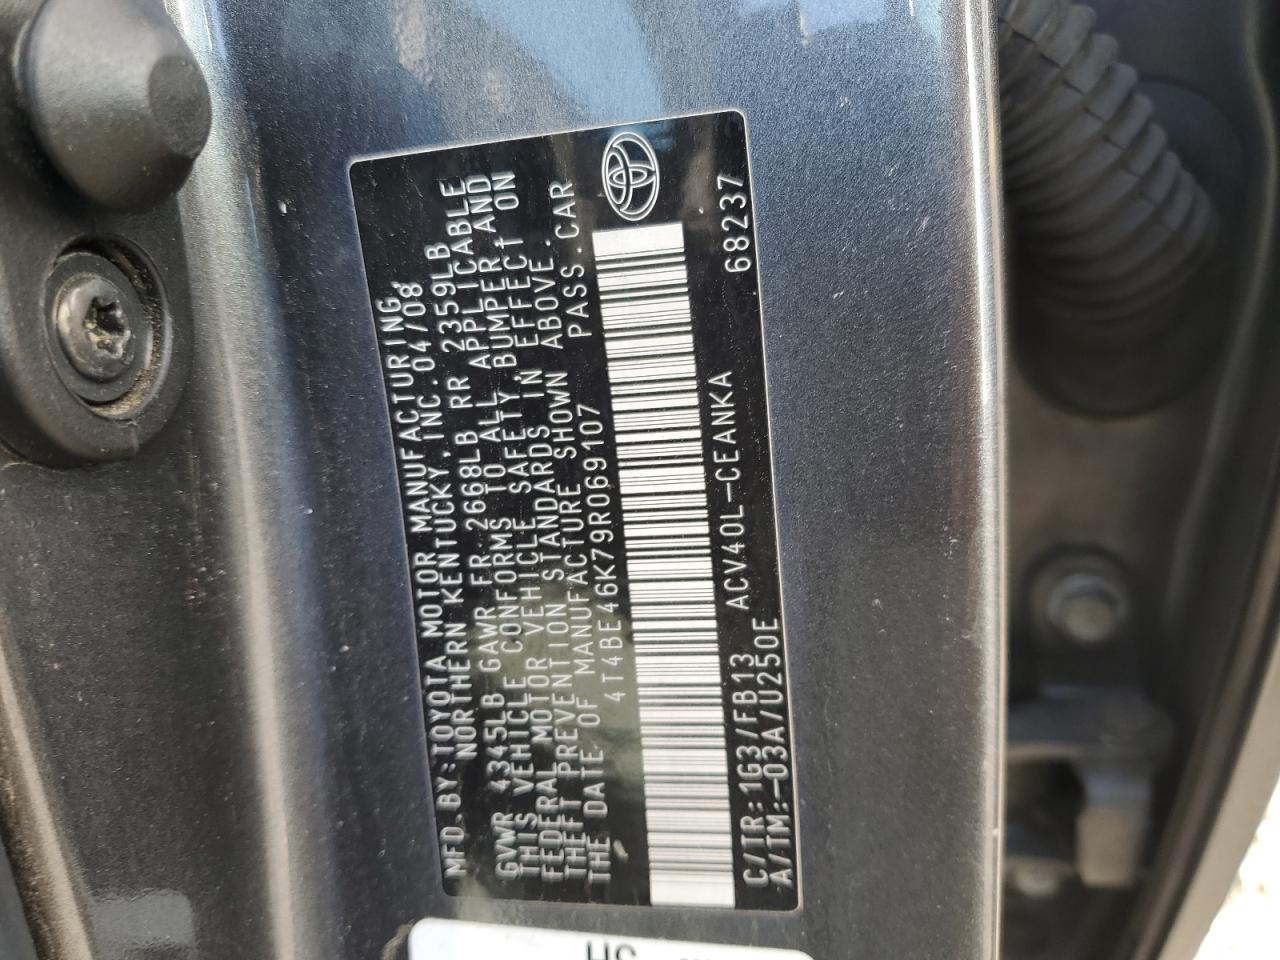 MFD.BY:TOYOTA MOTOR MANUFACTURING,
NORTHERN KENTUCKY,INC.04/08
GVWR 4345LB GAWR FR 2668LB RR 2359LB
THIS VEHICLE CONFORMS TO ALL APPLICABLE
FEDERAL MOTOR VEHICLE SAFETY,BUMPER, AND
THEFT PREVENTION STANDARDS IN EFFECT ON
THE DATE OF MANUFACTURE SHOWN ABOVE.
4T4BE46K79R069107 PASS.CAR
C/TR:1G3/FB13 ACV40L-CEANKA 68237
A/TM:-03A/U250E
HS